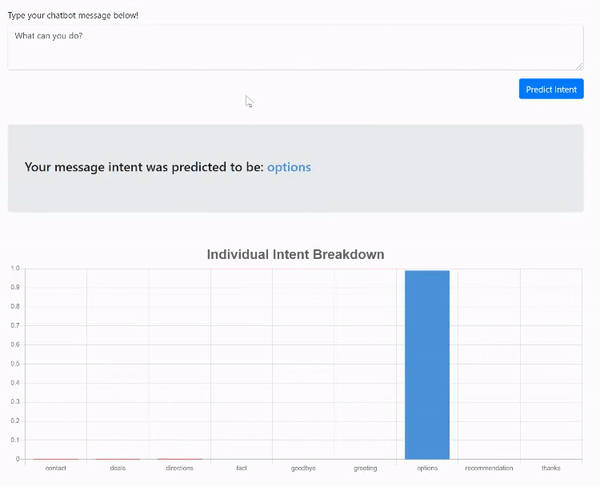 Type your chatbot message below!
What can you do?
Predict Intent
Your message intent was predicted to be: options
Individual Intent Breakdown
1.0
0.9
0.8
0.7
0.6
0.5
0.4
0.3
0.2
0.1
0
contact deals directions fact goodbye greeting options recommendation thanks